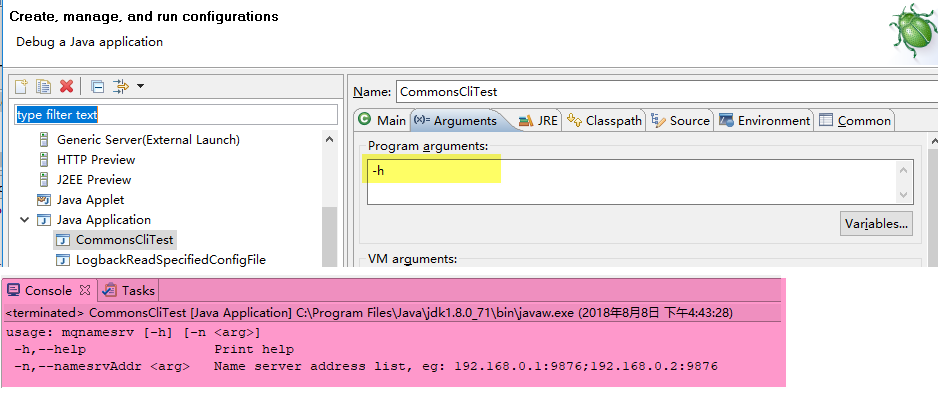 Create, manage, and run configurations
Debug a Java application
type filter text
Generic Server(External Launch)
HTTP Preview
J2EE Preview
Java Applet
Java Application
CommonsCliTest
LogbackReadSpecifiedConfigFile
Name: CommonsCliTest
Main (x)= Arguments JRE Classpath Source Environment Common
Program arguments:
-h
Variables...
VM arguments:
Console Tasks
<terminated> CommonsCliTest [Java Application] C:\Program Files\Java\jdk1.8.0_71\bin\javaw.exe (2018年8月8日 下午4:43:28)
usage: mqnamesrv [-h] [-n <arg>]
-h,--help Print help
-n,--namesrvAddr <arg> Name server address list, eg: 192.168.0.1:9876;192.168.0.2:9876